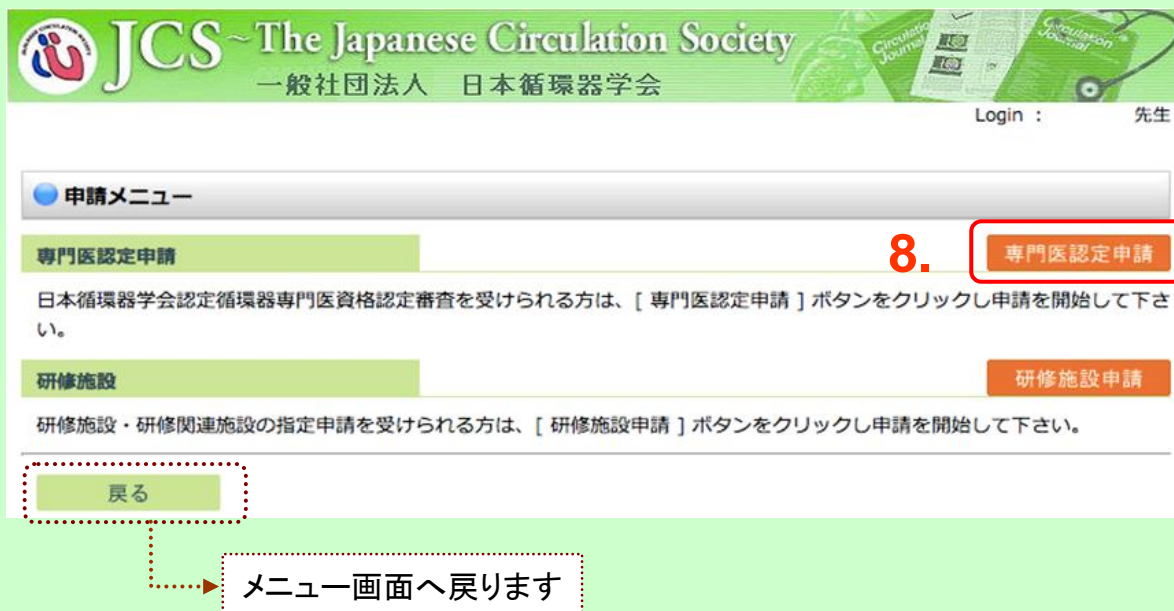 JCS ~ The Japanese Circulation Society
一般社団法人 日本循環器学会
Circulation Journal
Circulation Journal
Login : 先生
申請メニュー
専門医認定申請
8.
専門医認定申請
日本循環器学会認定循環器専門医資格認定審査を受けられる方は、[ 専門医認定申請 ] ボタンをクリックし申請を開始して下さ
い。
研修施設
研修施設申請
研修施設・研修関連施設の指定申請を受けられる方は、[ 研修施設申請 ] ボタンをクリックし申請を開始して下さい。
戻る
メニュー画面へ戻ります